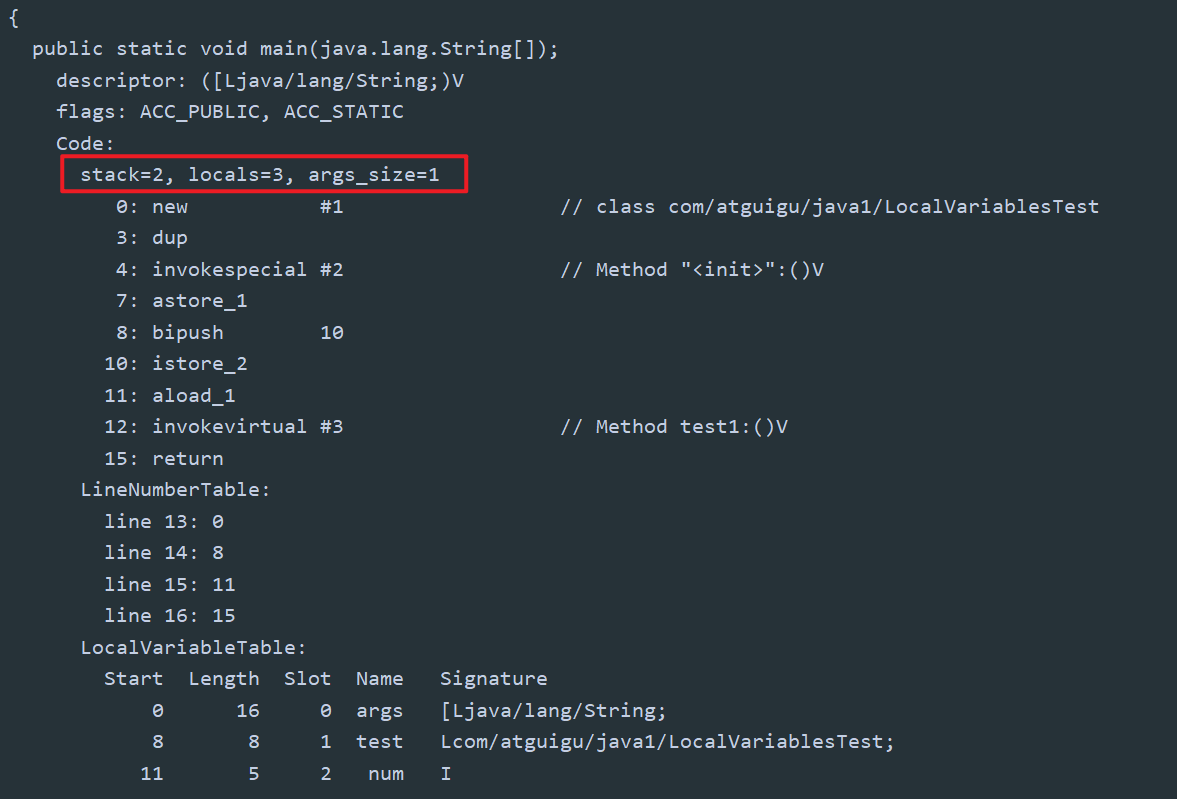 {
  public static void main(java.lang.String[]);
    descriptor: ([Ljava/lang/String;)V
    flags: ACC_PUBLIC, ACC_STATIC
    Code:
      stack=2, locals=3, args_size=1
         0: new           #1                  // class com/atguigu/java1/LocalVariablesTest
         3: dup
         4: invokespecial #2                  // Method "<init>":()V
         7: astore_1
         8: bipush        10
        10: istore_2
        11: aload_1
        12: invokevirtual #3                  // Method test1:()V
        15: return
      LineNumberTable:
        line 13: 0
        line 14: 8
        line 15: 11
        line 16: 15
      LocalVariableTable:
        Start  Length  Slot  Name   Signature
            0      16     0  args   [Ljava/lang/String;
            8       8     1  test   Lcom/atguigu/java1/LocalVariablesTest;
           11       5     2   num   I